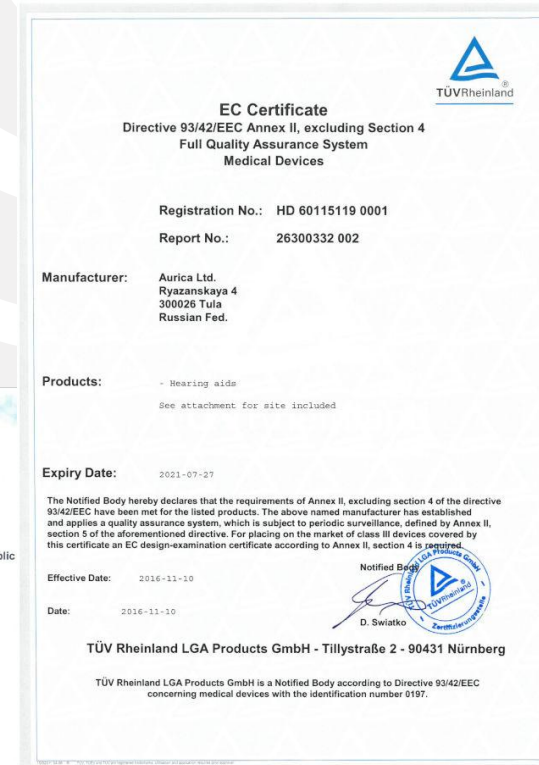 TÜVRheinland®
EC Certificate
Directive 93/42/EEC Annex II, excluding Section 4
Full Quality Assurance System
Medical Devices
Registration No.: HD 60115119 0001
Report No.: 26300332 002
Manufacturer: Aurica Ltd.
Ryazanskaya 4
300026 Tula
Russian Fed.
Products: - Hearing aids
See attachment for site included
Expiry Date: 2021-07-27
The Notified Body hereby declares that the requirements of Annex II, excluding section 4 of the directive
93/42/EEC have been met for the listed products. The above named manufacturer has established
and applies a quality assurance system, which is subject to periodic surveillance, defined by Annex II,
section 5 of the aforementioned directive. For placing on the market of class III devices covered by
this certificate an EC design-examination certificate according to Annex II, section 4 is required.
Notified Body
Effective Date: 2016-11-10
Date: 2016-11-10
TÜV Rheinland LGA Products GmbH
TÜVRheinland
Zertifizierungsstelle
D. Swiatko
TÜV Rheinland LGA Products GmbH - Tillystraße 2 - 90431 Nürnberg
TÜV Rheinland LGA Products GmbH is a Notified Body according to Directive 93/42/EEC
concerning medical devices with the identification number 0197.